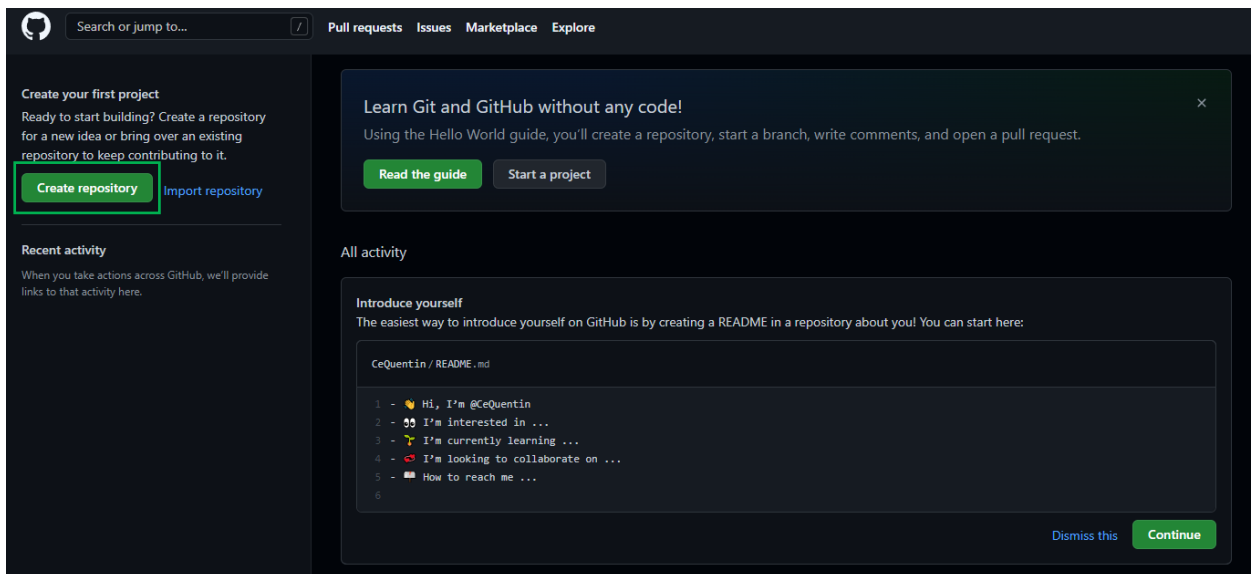 Search or jump to... /
Pull requests Issues Marketplace Explore
Create your first project
Ready to start building? Create a repository
for a new idea or bring over an existing
repository to keep contributing to it.
Create repository Import repository
Recent activity
When you take actions across GitHub, we’ll provide
links to that activity here.
Learn Git and GitHub without any code!
Using the Hello World guide, you’ll create a repository, start a branch, write comments, and open a pull request.
Read the guide Start a project
All activity
Introduce yourself
The easiest way to introduce yourself on GitHub is by creating a README in a repository about you! You can start here:
CeQuentin / README.md
1 - 👋 Hi, I’m @CeQuentin
2 - 👀 I’m interested in ...
3 - 🌱 I’m currently learning ...
4 - 💞️ I’m looking to collaborate on ...
5 - 📫 How to reach me ...
6
Dismiss this Continue